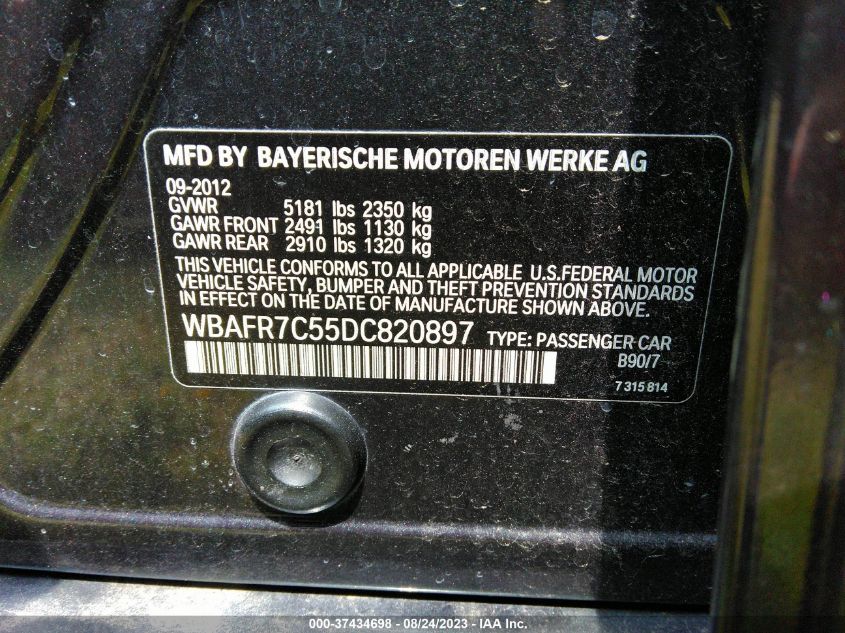 MFD BY BAYERISCHE MOTOREN WERKE AG
09-2012
GVWR 5181 lbs 2350 kg
GAWR FRONT 2491 lbs 1130 kg
GAWR REAR 2910 lbs 1320 kg
THIS VEHICLE CONFORMS TO ALL APPLICABLE U.S.FEDERAL MOTOR
VEHICLE SAFETY, BUMPER AND THEFT PREVENTION STANDARDS
IN EFFECT ON THE DATE OF MANUFACTURE SHOWN ABOVE.
WBAFR7C55DC820897 TYPE: PASSENGER CAR
B90/7
7 315 814
000-37434698 - 08/24/2023 - IAA Inc.